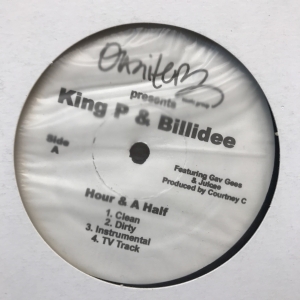 presents
King P & Billidee
Side
A
Featuring Gav Gees
& Jukae
Produced by Courtney C
Hour & A Half
1. Clean
2. Dirty
3. Instrumental
4. TV Track